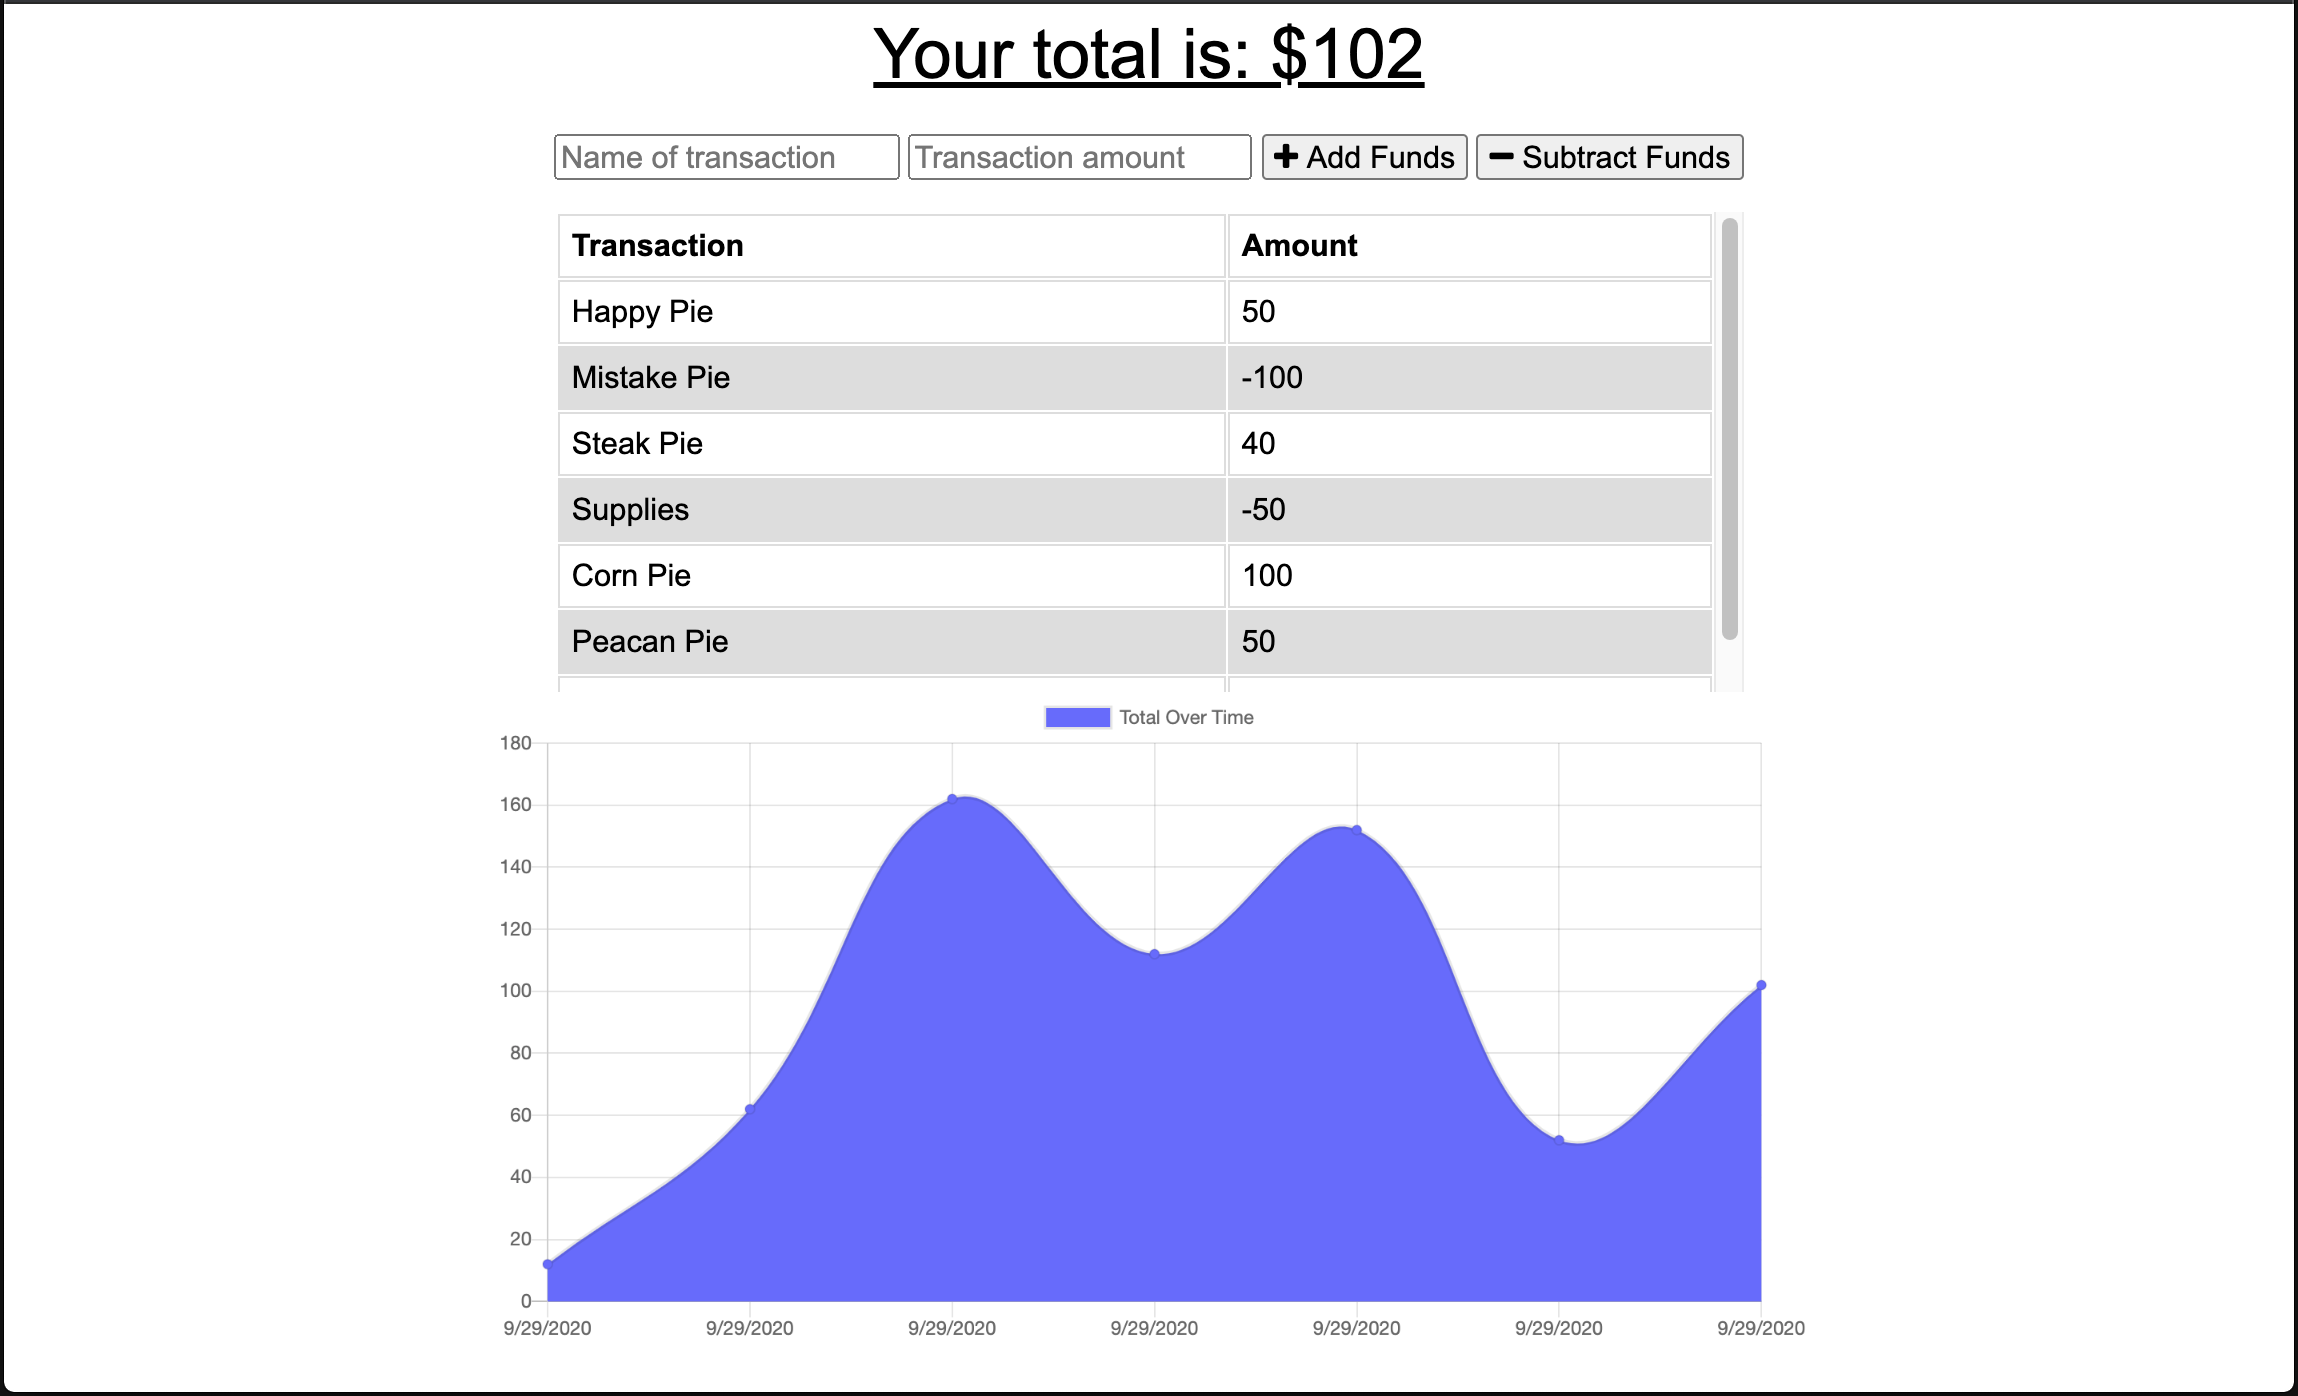 Your total is: $102
Name of transaction Transaction amount Add Funds Subtract Funds
Transaction Amount
Happy Pie 50
Mistake Pie -100
Steak Pie 40
Supplies -50
Corn Pie 100
Peacan Pie 50
Total Over Time
180
160
140
120
100
80
60
40
20
0
9/29/2020 9/29/2020 9/29/2020 9/29/2020 9/29/2020 9/29/2020 9/29/2020